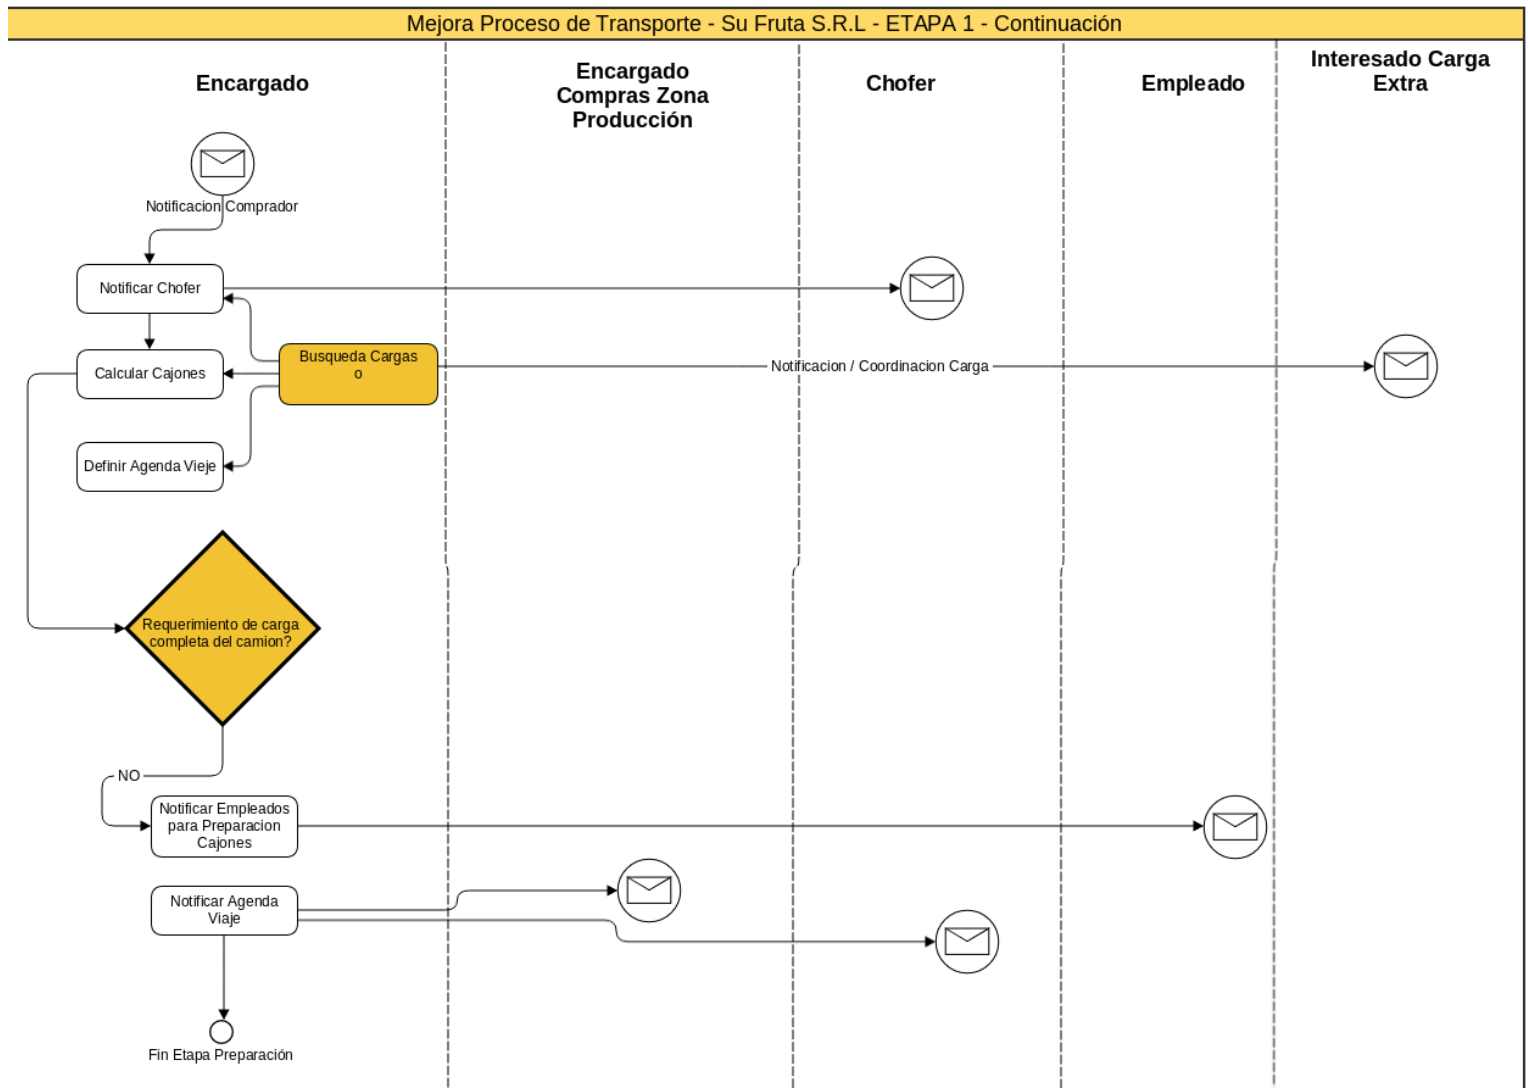 Mejora Proceso de Transporte - Su Fruta S.R.L - ETAPA 1 - Continuación
Encargado
Encargado
Compras Zona
Producción
Chofer
Empleado
Interesado Carga
Extra
Notificacion Comprador
Notificar Chofer
Busqueda Cargas
o
Notificacion / Coordinacion Carga
Calcular Cajones
Definir Agenda Vieje
Requerimiento de carga
completa del camion?
NO
Notificar Empleados
para Preparacion
Cajones
Notificar Agenda
Viaje
Fin Etapa Preparación